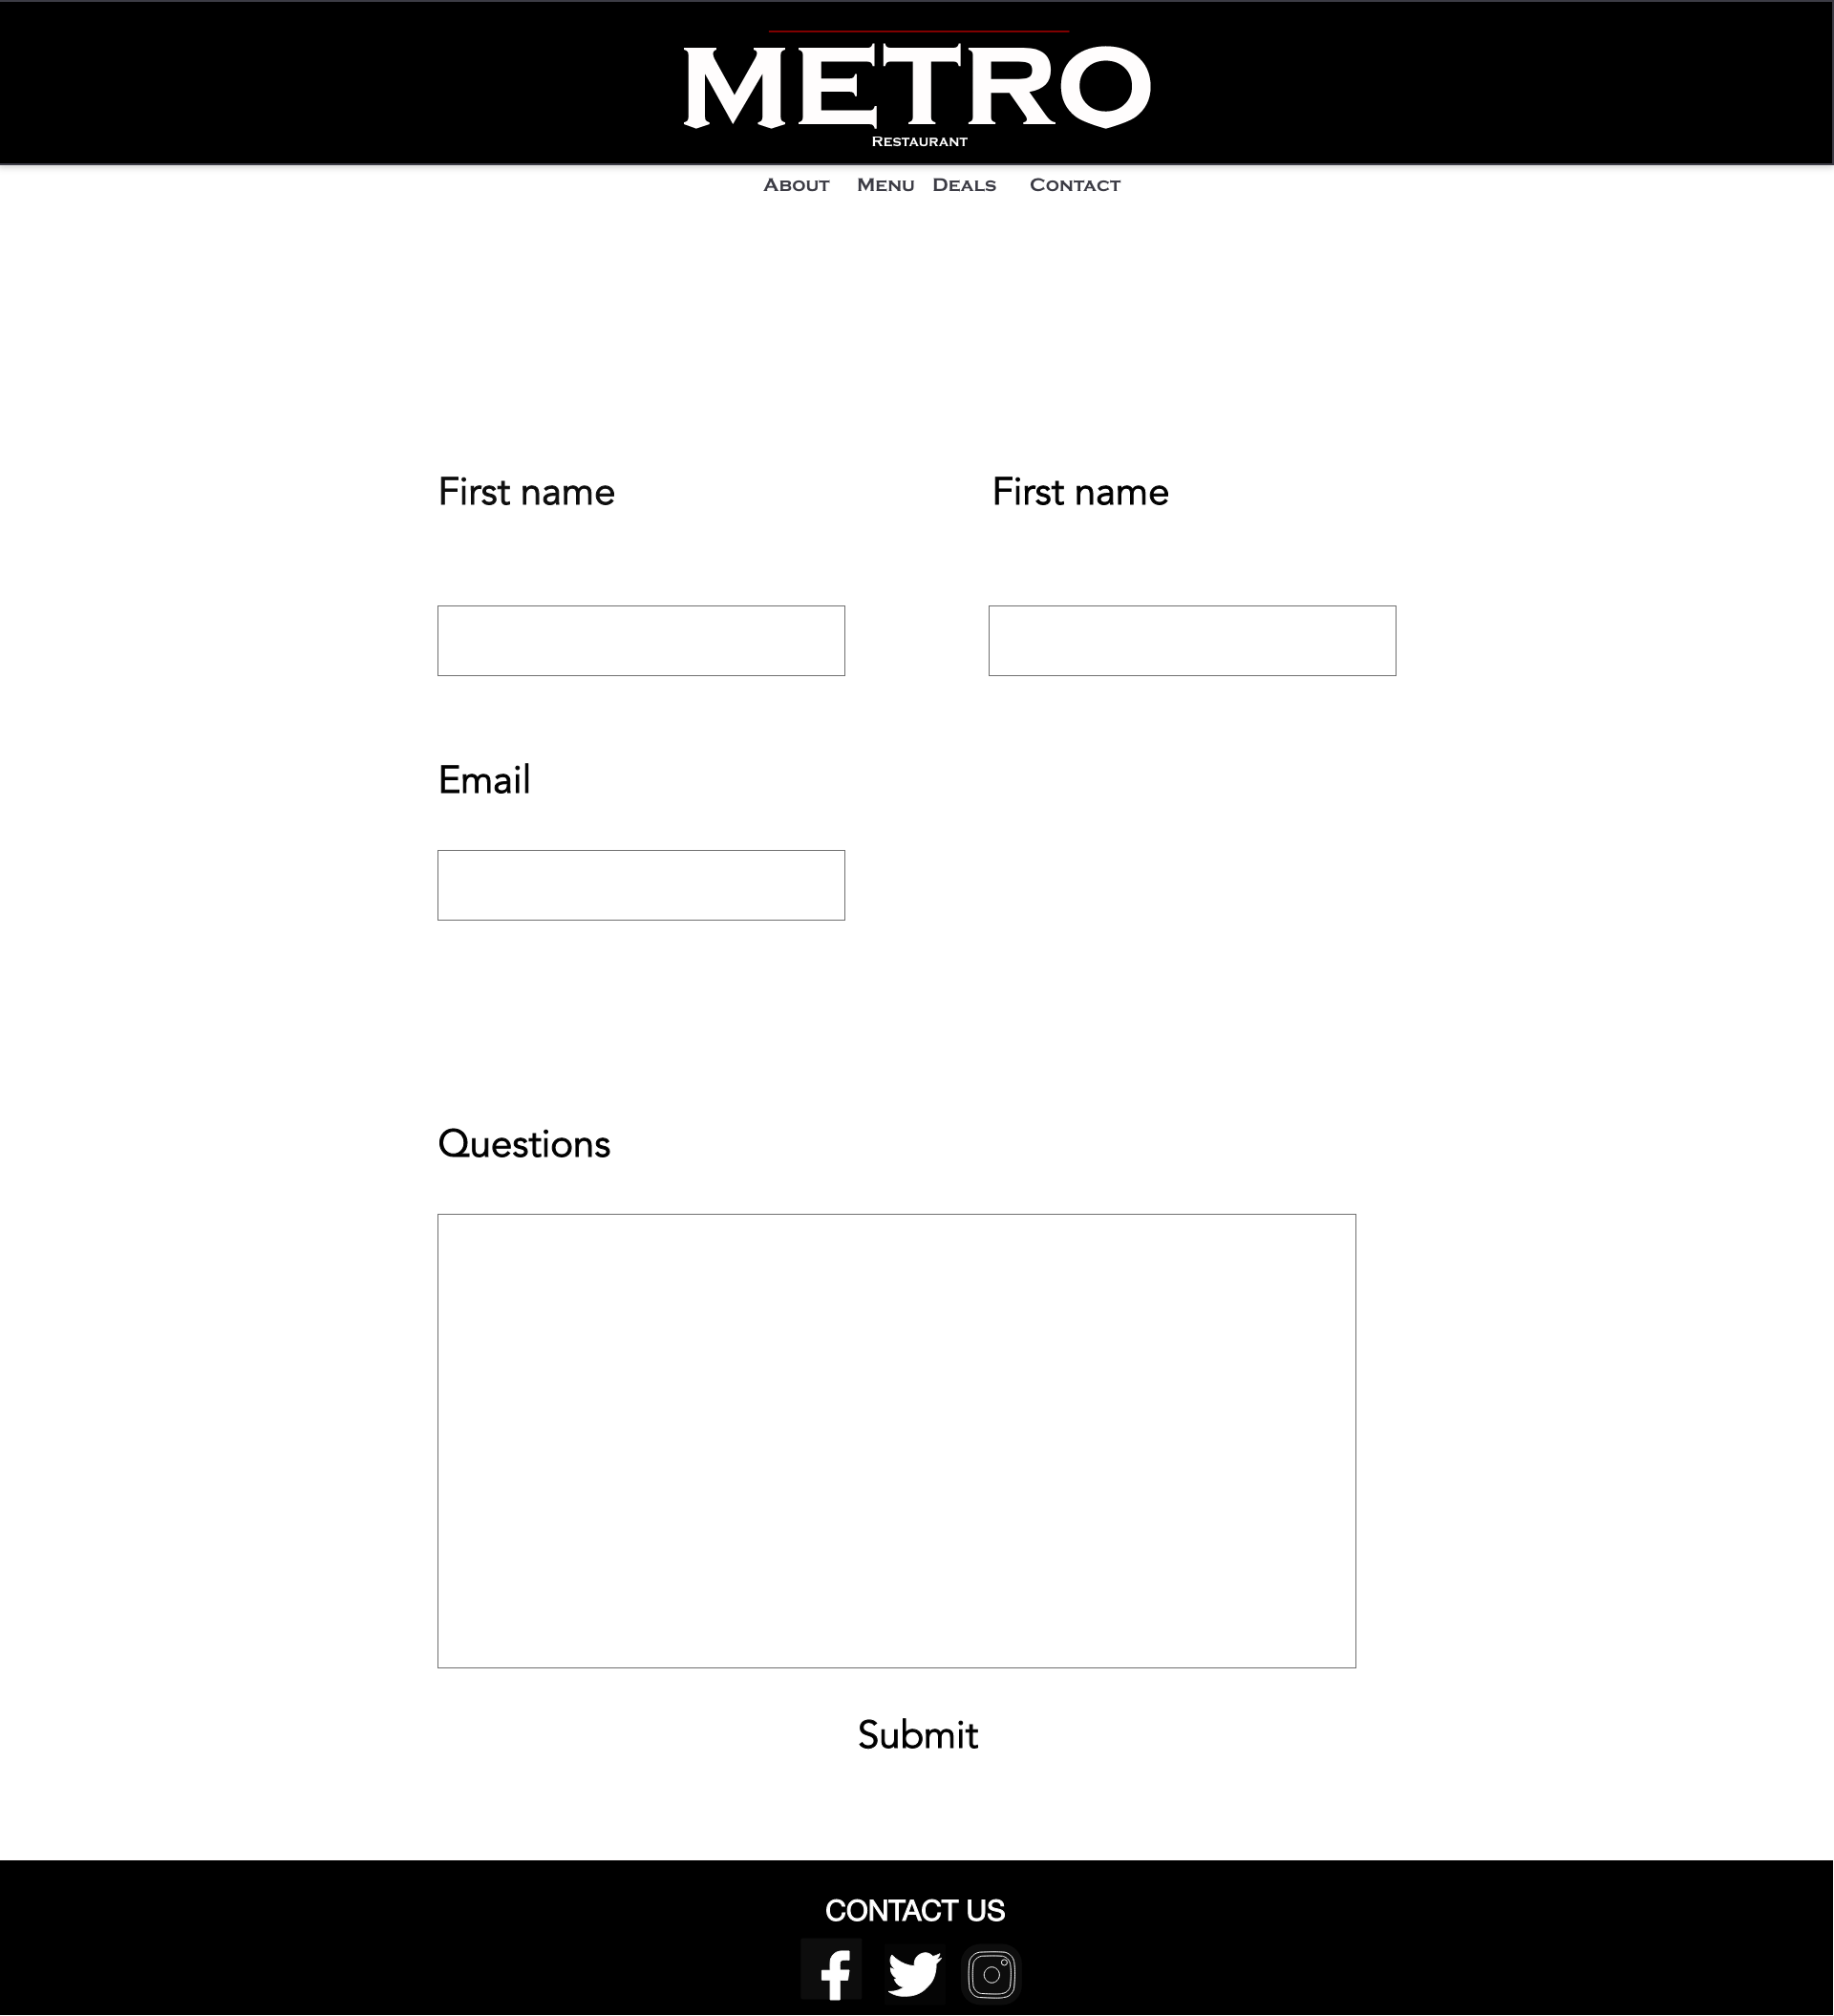 METRO
RESTAURANT
ABOUT MENU DEALS CONTACT
First name First name
Email
Questions
Submit
CONTACT US